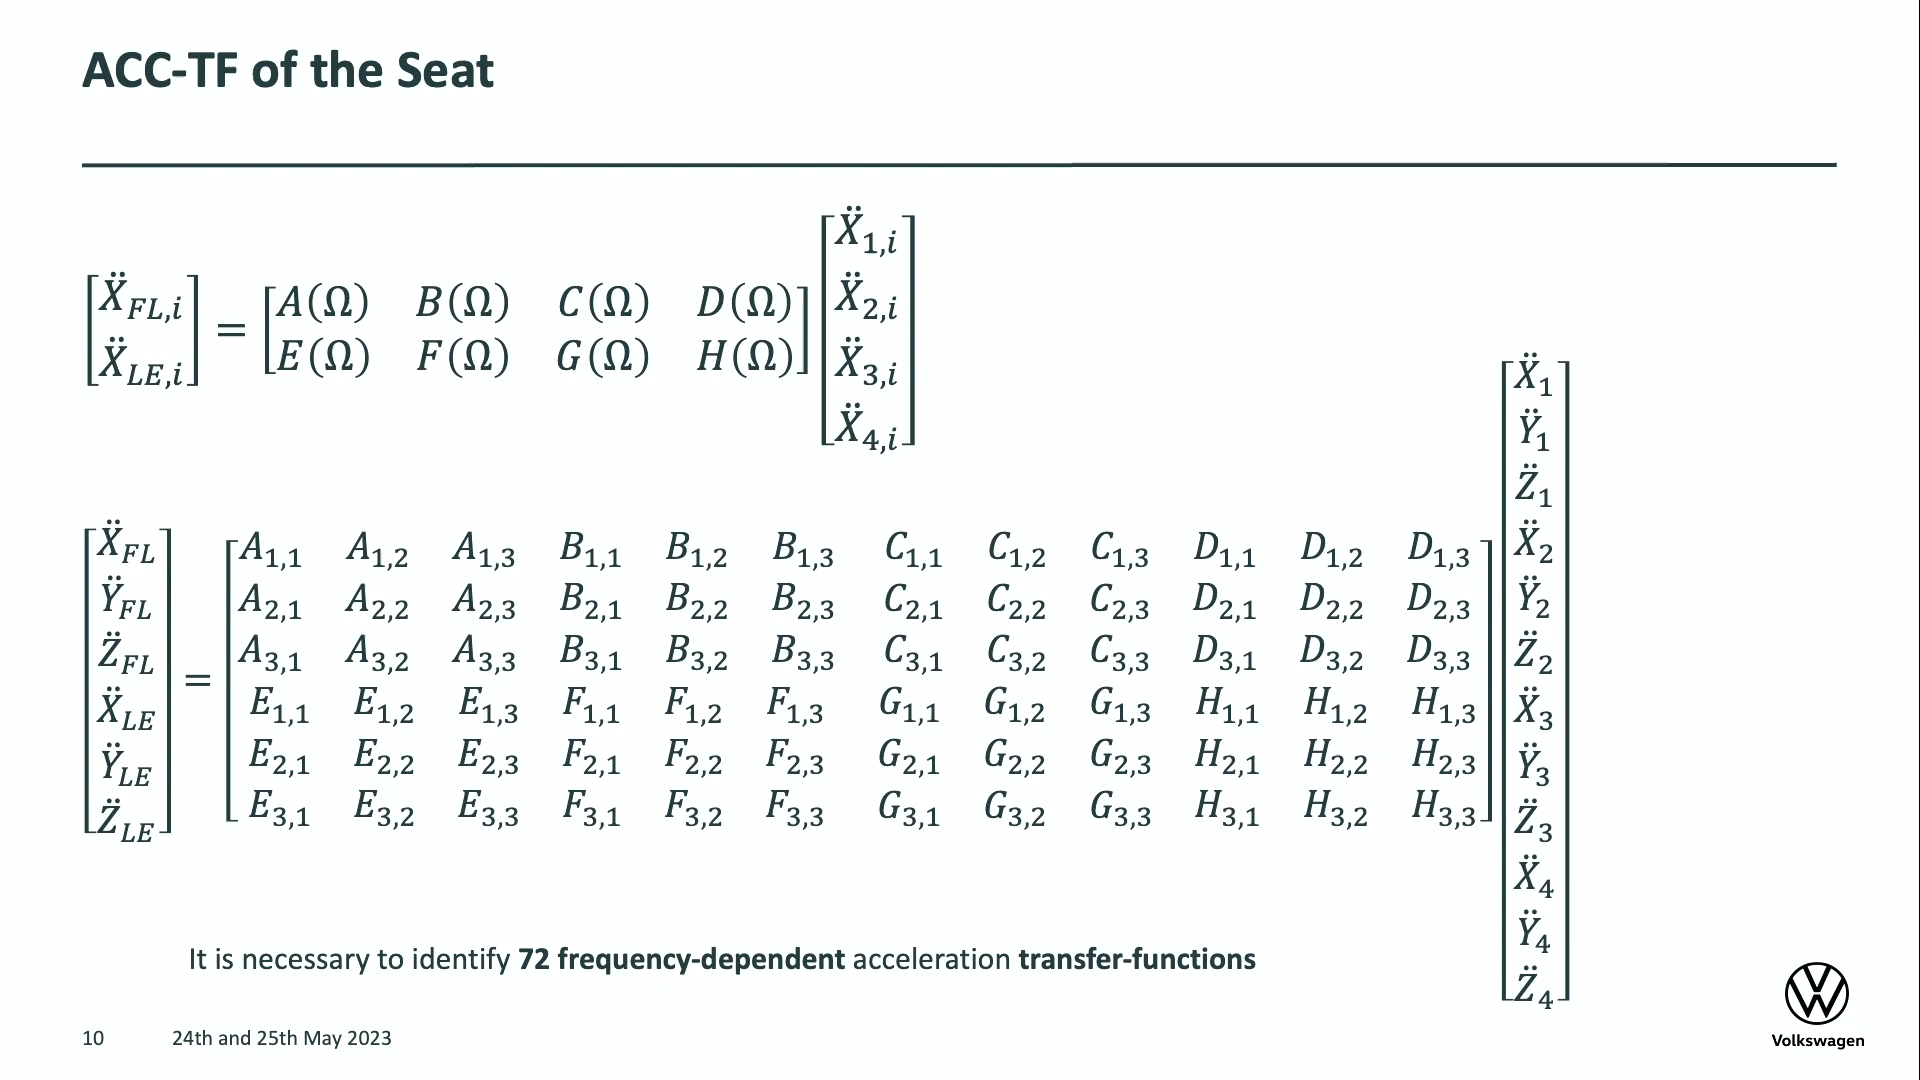 ACC-TF of the Seat
[Ẍ_{FL,i}; Ẍ_{LE,i}] = [A(Ω) B(Ω) C(Ω) D(Ω); E(Ω) F(Ω) G(Ω) H(Ω)] [Ẍ_{1,i}; Ẍ_{2,i}; Ẍ_{3,i}; Ẍ_{4,i}]
[Ẍ_{FL}; Ÿ_{FL}; Z̈_{FL}; Ẍ_{LE}; Ÿ_{LE}; Z̈_{LE}] =
A_{1,1} A_{1,2} A_{1,3} B_{1,1} B_{1,2} B_{1,3} C_{1,1} C_{1,2} C_{1,3} D_{1,1} D_{1,2} D_{1,3}
A_{2,1} A_{2,2} A_{2,3} B_{2,1} B_{2,2} B_{2,3} C_{2,1} C_{2,2} C_{2,3} D_{2,1} D_{2,2} D_{2,3}
A_{3,1} A_{3,2} A_{3,3} B_{3,1} B_{3,2} B_{3,3} C_{3,1} C_{3,2} C_{3,3} D_{3,1} D_{3,2} D_{3,3}
E_{1,1} E_{1,2} E_{1,3} F_{1,1} F_{1,2} F_{1,3} G_{1,1} G_{1,2} G_{1,3} H_{1,1} H_{1,2} H_{1,3}
E_{2,1} E_{2,2} E_{2,3} F_{2,1} F_{2,2} F_{2,3} G_{2,1} G_{2,2} G_{2,3} H_{2,1} H_{2,2} H_{2,3}
E_{3,1} E_{3,2} E_{3,3} F_{3,1} F_{3,2} F_{3,3} G_{3,1} G_{3,2} G_{3,3} H_{3,1} H_{3,2} H_{3,3}
[Ẍ_1; Ÿ_1; Z̈_1; Ẍ_2; Ÿ_2; Z̈_2; Ẍ_3; Ÿ_3; Z̈_3; Ẍ_4; Ÿ_4; Z̈_4]
It is necessary to identify 72 frequency-dependent acceleration transfer-functions
10 24th and 25th May 2023
Volkswagen